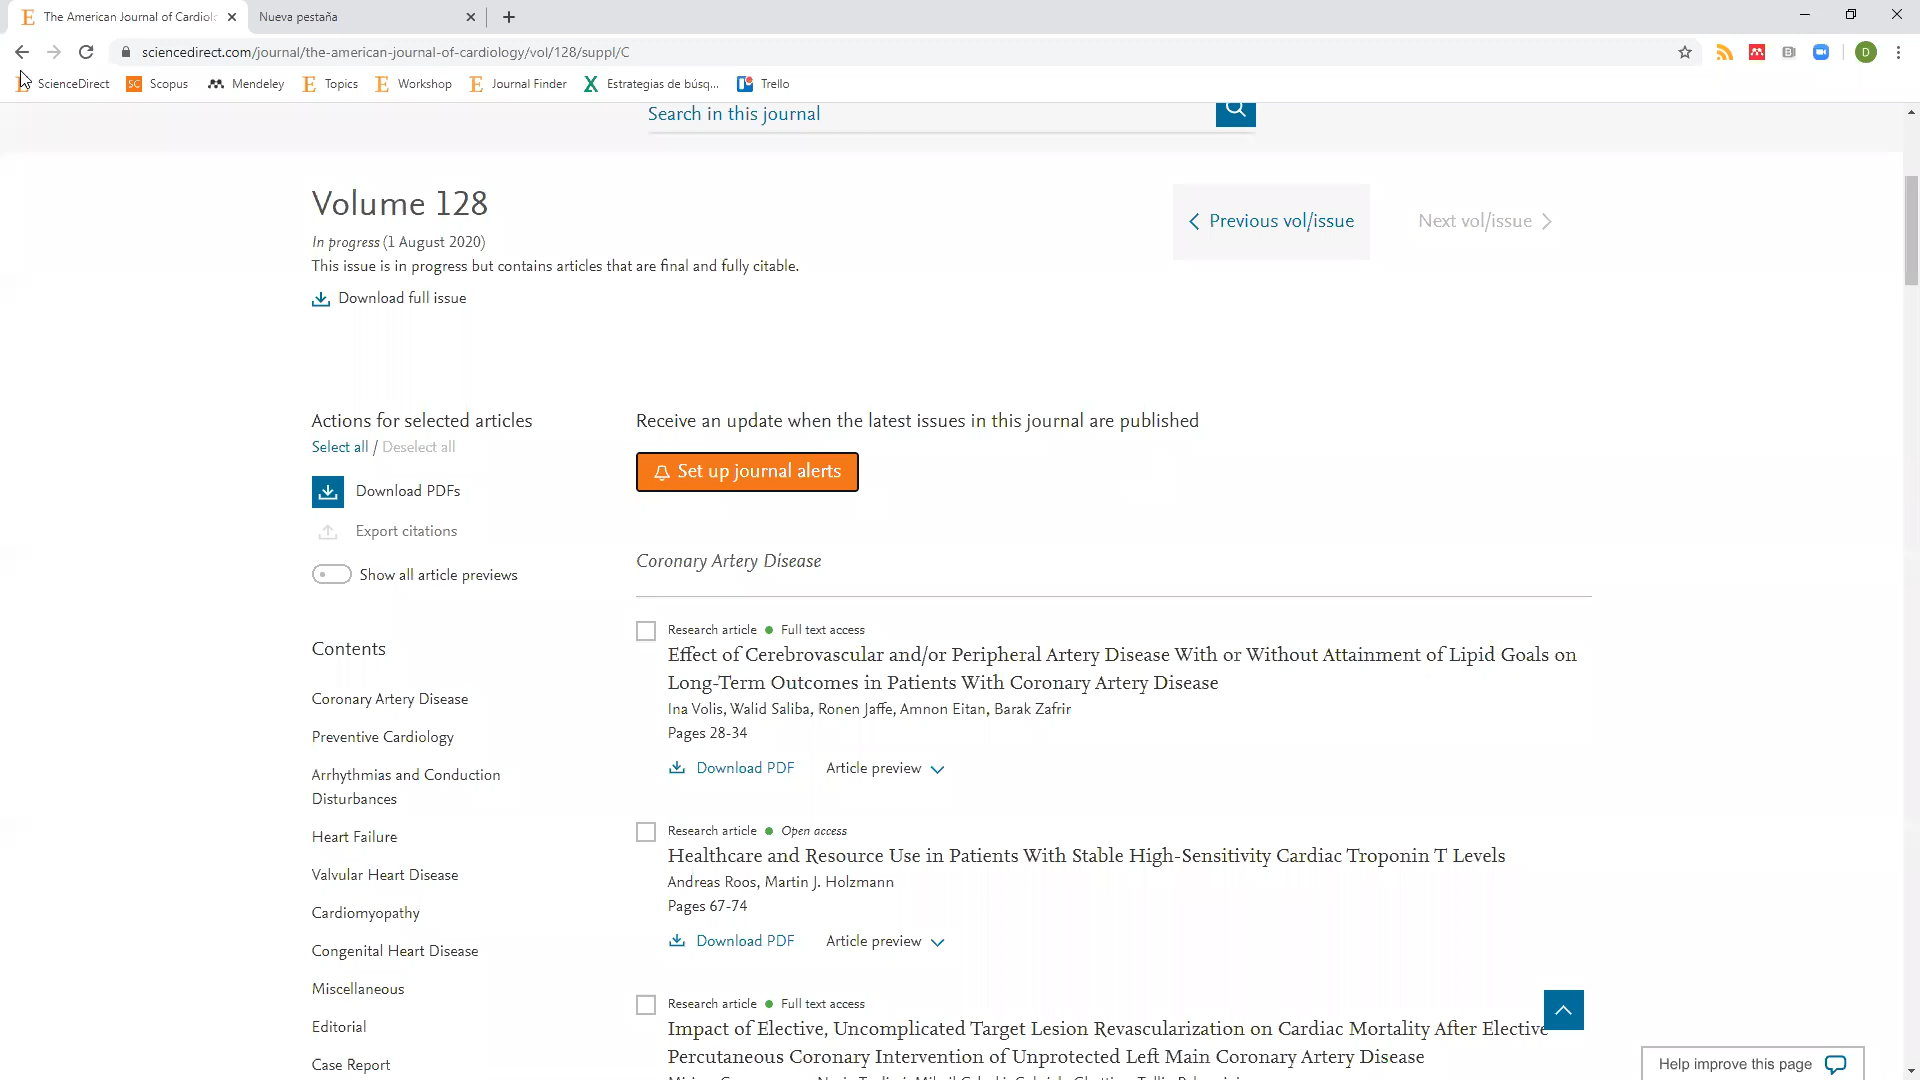 The American Journal of Cardiolo
Nueva pestaña
sciencedirect.com/journal/the-american-journal-of-cardiology/vol/128/suppl/C
D
ScienceDirect
SC Scopus
Mendeley
Topics
Workshop
Journal Finder
Estrategias de búsq...
Trello
Search in this journal
Volume 128
Previous vol/issue
Next vol/issue
In progress (1 August 2020)
This issue is in progress but contains articles that are final and fully citable.
Download full issue
Actions for selected articles
Select all / Deselect all
Download PDFs
Export citations
Show all article previews
Contents
Coronary Artery Disease
Preventive Cardiology
Arrhythmias and Conduction
Disturbances
Heart Failure
Valvular Heart Disease
Cardiomyopathy
Congenital Heart Disease
Miscellaneous
Editorial
Case Report
Receive an update when the latest issues in this journal are published
Set up journal alerts
Coronary Artery Disease
Research article ● Full text access
Effect of Cerebrovascular and/or Peripheral Artery Disease With or Without Attainment of Lipid Goals on
Long-Term Outcomes in Patients With Coronary Artery Disease
Ina Volis, Walid Saliba, Ronen Jaffe, Amnon Eitan, Barak Zafrir
Pages 28-34
Download PDF Article preview
Research article ● Open access
Healthcare and Resource Use in Patients With Stable High-Sensitivity Cardiac Troponin T Levels
Andreas Roos, Martin J. Holzmann
Pages 67-74
Download PDF Article preview
Research article ● Full text access
Impact of Elective, Uncomplicated Target Lesion Revascularization on Cardiac Mortality After Elective
Percutaneous Coronary Intervention of Unprotected Left Main Coronary Artery Disease
Help improve this page